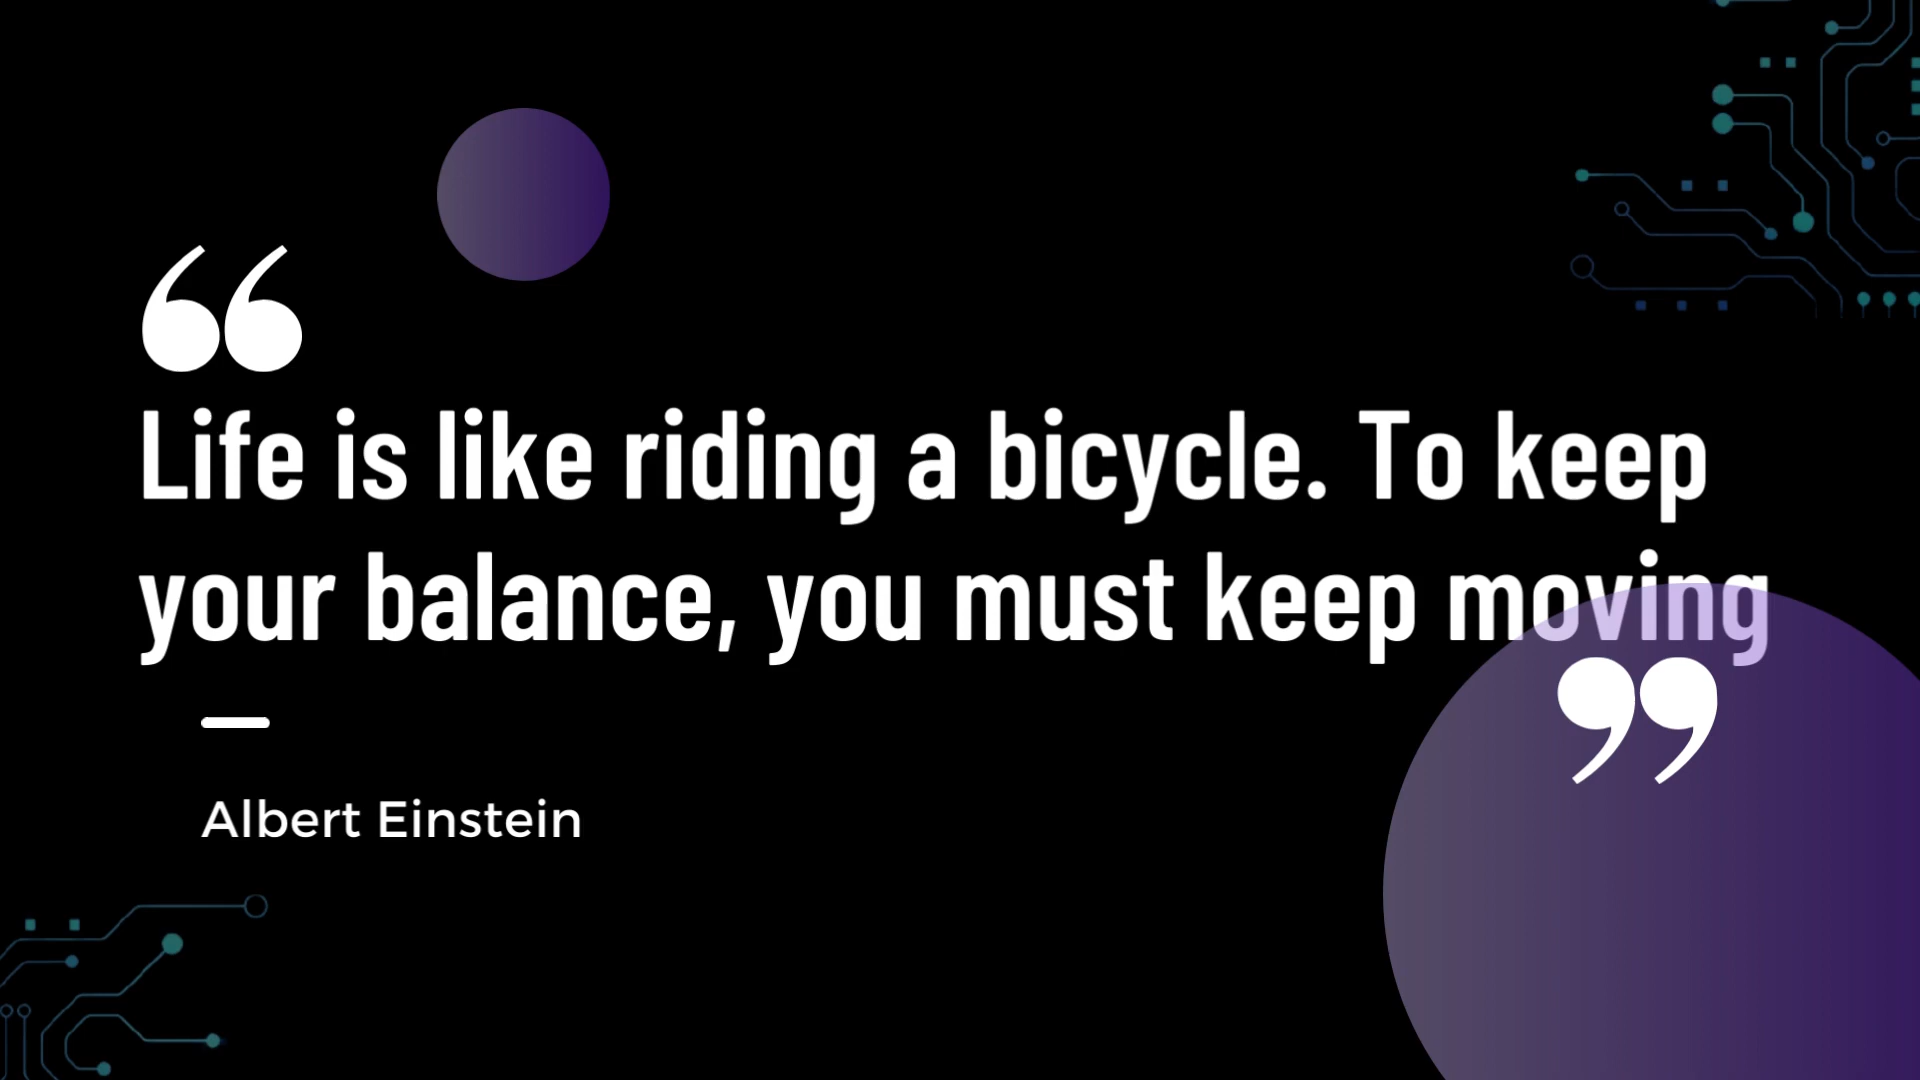 “
Life is like riding a bicycle. To keep
your balance, you must keep moving
”
Albert Einstein